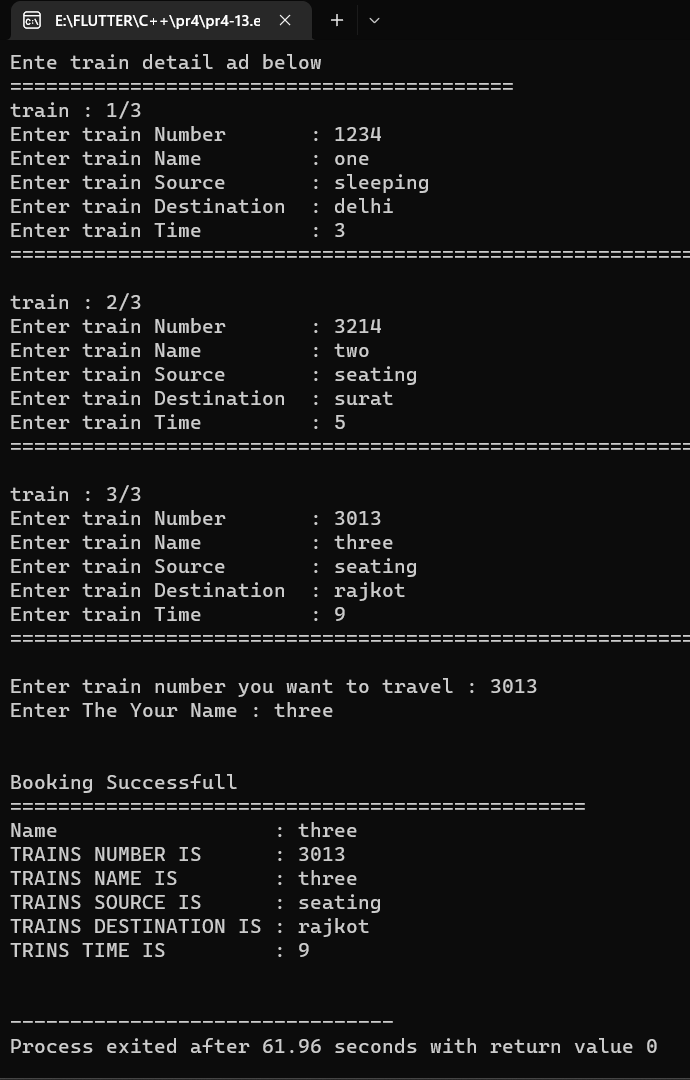 E:\FLUTTER\C++\pr4\pr4-13.e
Ente train detail ad below
==========================================
train : 1/3
Enter train Number       : 1234
Enter train Name         : one
Enter train Source       : sleeping
Enter train Destination  : delhi
Enter train Time         : 3
=========================================================
train : 2/3
Enter train Number       : 3214
Enter train Name         : two
Enter train Source       : seating
Enter train Destination  : surat
Enter train Time         : 5
=========================================================
train : 3/3
Enter train Number       : 3013
Enter train Name         : three
Enter train Source       : seating
Enter train Destination  : rajkot
Enter train Time         : 9
=========================================================
Enter train number you want to travel : 3013
Enter The Your Name : three
Booking Successfull
================================================
Name                  : three
TRAINS NUMBER IS      : 3013
TRAINS NAME IS        : three
TRAINS SOURCE IS      : seating
TRAINS DESTINATION IS : rajkot
TRINS TIME IS         : 9
--------------------------------
Process exited after 61.96 seconds with return value 0